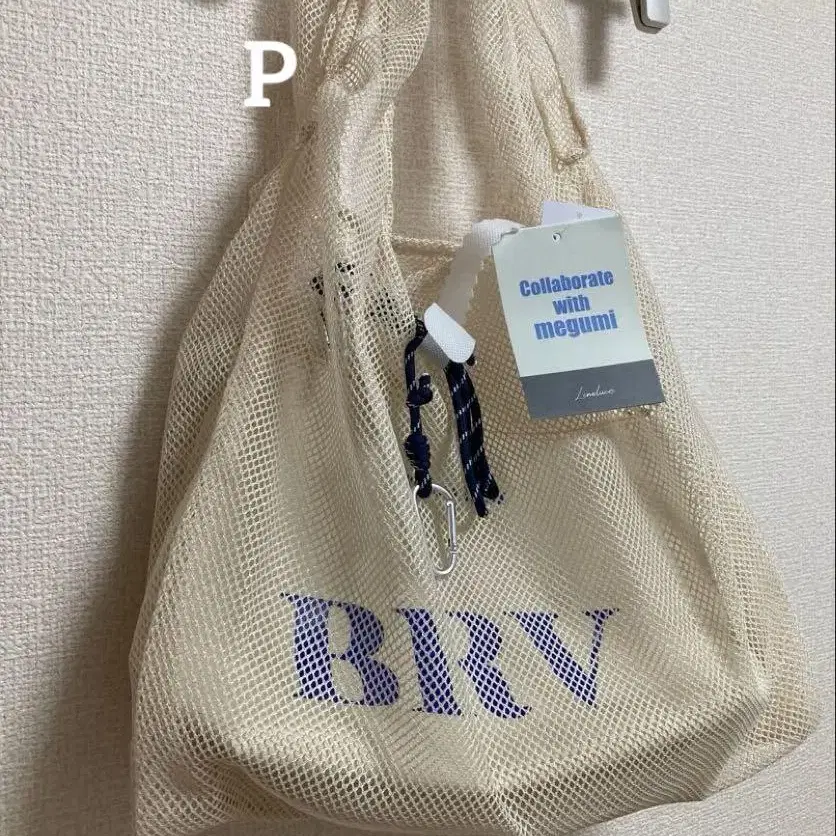 P
Collaborate
with
megumi
BRV